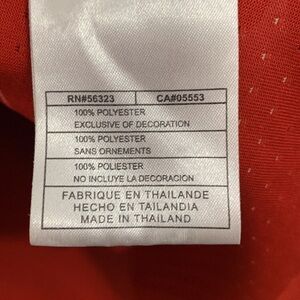 RN#56323 CA#05553
100% POLYESTER
EXCLUSIVE OF DECORATION
100% POLYESTER
SANS ORNEMENTS
100% POLIESTER
NO INCLUYE LA DECORACION
FABRIQUE EN THAILANDE
HECHO EN TAILANDIA
MADE IN THAILAND